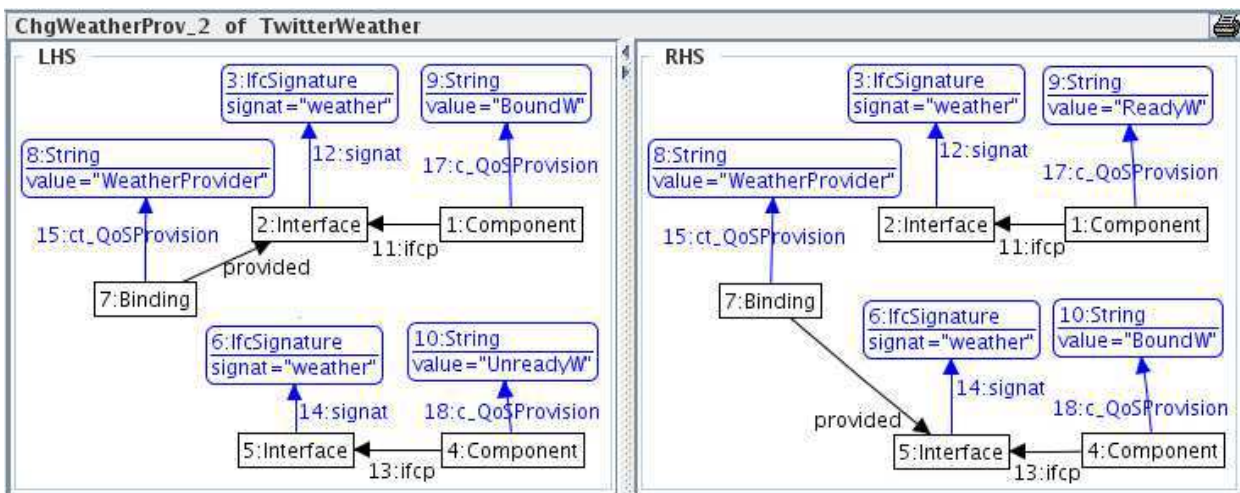 ChgWeatherProv_2 of TwitterWeather
LHS
3:IfcSignature
signat="weather"
9:String
value="BoundW"
8:String
value="WeatherProvider"
12:signat
17:c_QoSProvision
2:Interface
1:Component
15:ct_QoSProvision
11:ifcp
provided
7:Binding
6:IfcSignature
signat="weather"
10:String
value="UnreadyW"
14:signat
18:c_QoSProvision
5:Interface
4:Component
13:ifcp
RHS
3:IfcSignature
signat="weather"
9:String
value="ReadyW"
8:String
value="WeatherProvider"
12:signat
17:c_QoSProvision
2:Interface
1:Component
15:ct_QoSProvision
11:ifcp
7:Binding
6:IfcSignature
signat="weather"
10:String
value="BoundW"
14:signat
18:c_QoSProvision
provided
5:Interface
4:Component
13:ifcp